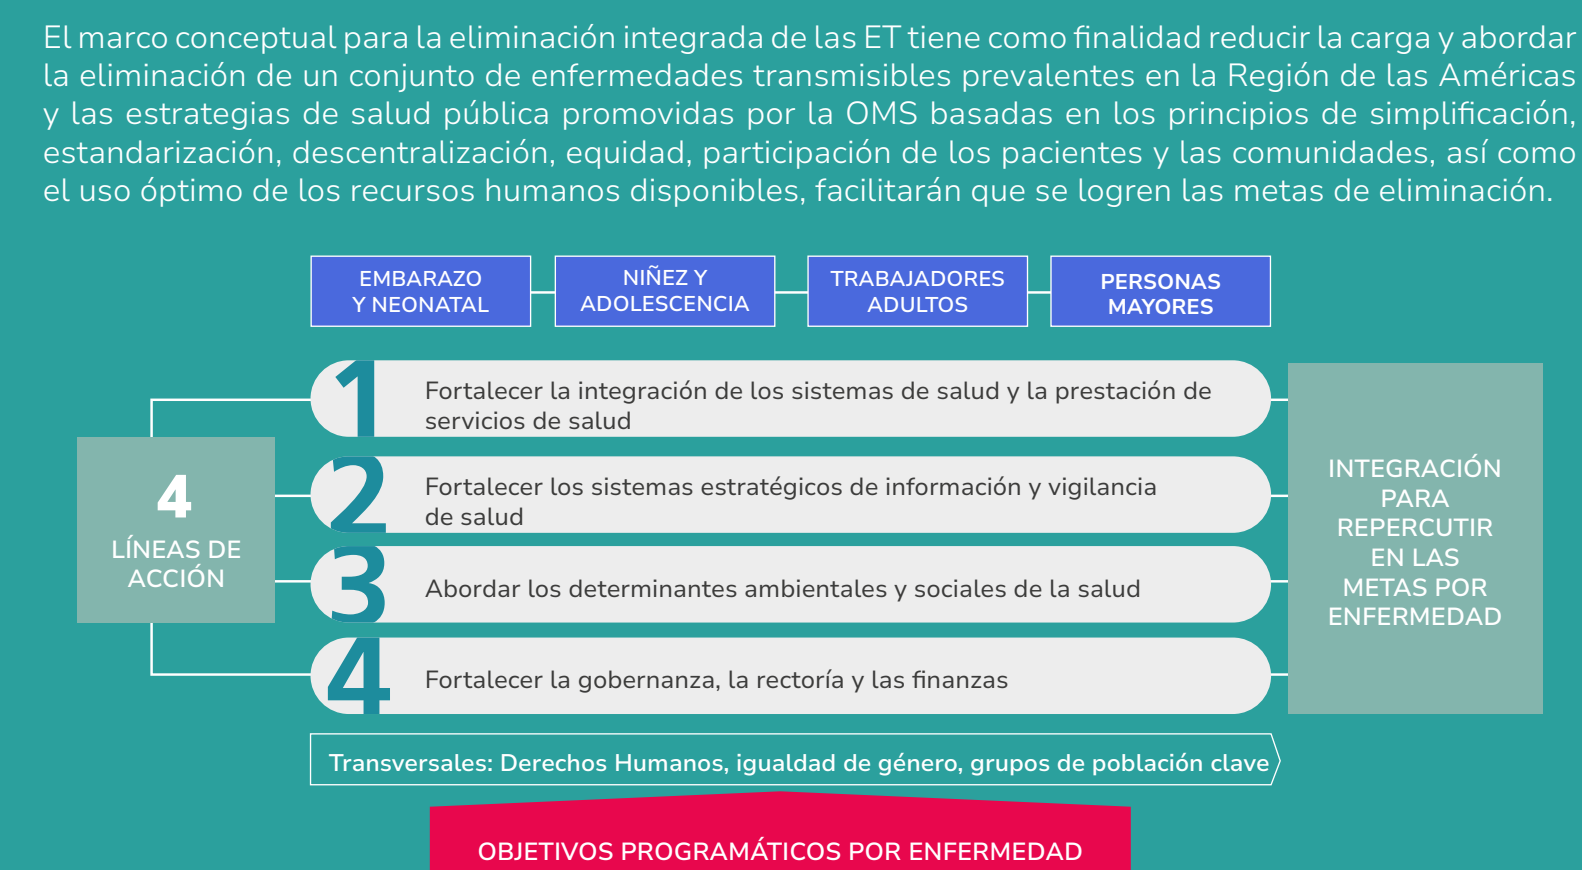 El marco conceptual para la eliminación integrada de las ET tiene como finalidad reducir la carga y abordar
la eliminación de un conjunto de enfermedades transmisibles prevalentes en la Región de las Américas
y las estrategias de salud pública promovidas por la OMS basadas en los principios de simplificación,
estandarización, descentralización, equidad, participación de los pacientes y las comunidades, así como
el uso óptimo de los recursos humanos disponibles, facilitarán que se logren las metas de eliminación.
EMBARAZO
Y NEONATAL
NIÑEZ Y
ADOLESCENCIA
TRABAJADORES
ADULTOS
PERSONAS
MAYORES
4
LÍNEAS DE
ACCIÓN
1
Fortalecer la integración de los sistemas de salud y la prestación de
servicios de salud
2
Fortalecer los sistemas estratégicos de información y vigilancia
de salud
3
Abordar los determinantes ambientales y sociales de la salud
4
Fortalecer la gobernanza, la rectoría y las finanzas
INTEGRACIÓN
PARA
REPERCUTIR
EN LAS
METAS POR
ENFERMEDAD
Transversales: Derechos Humanos, igualdad de género, grupos de población clave
OBJETIVOS PROGRAMÁTICOS POR ENFERMEDAD